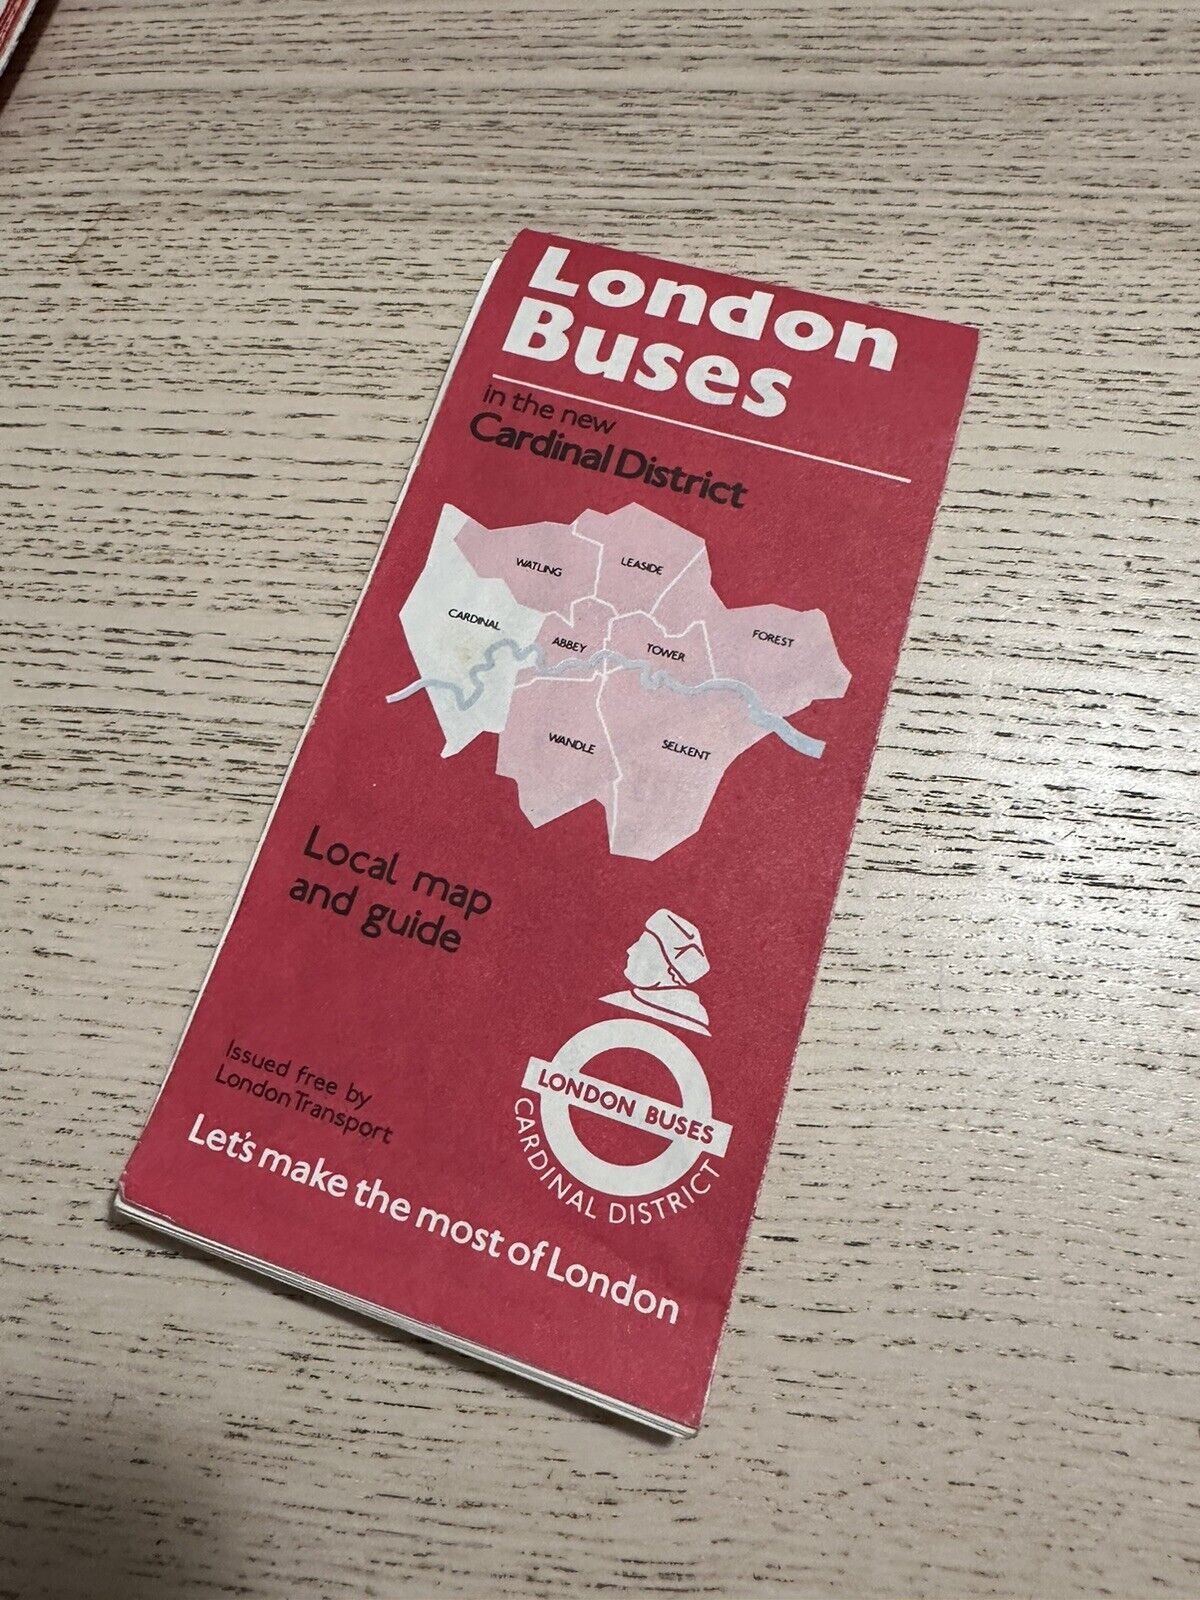 London
Buses
in the new
Cardinal District
WATLING
LEASIDE
CARDINAL
ABBEY
TOWER
FOREST
WANDLE
SELKENT
Local map
and guide
Issued free by
London Transport
Let's make the most of London
LONDON BUSES
CARDINAL DISTRICT